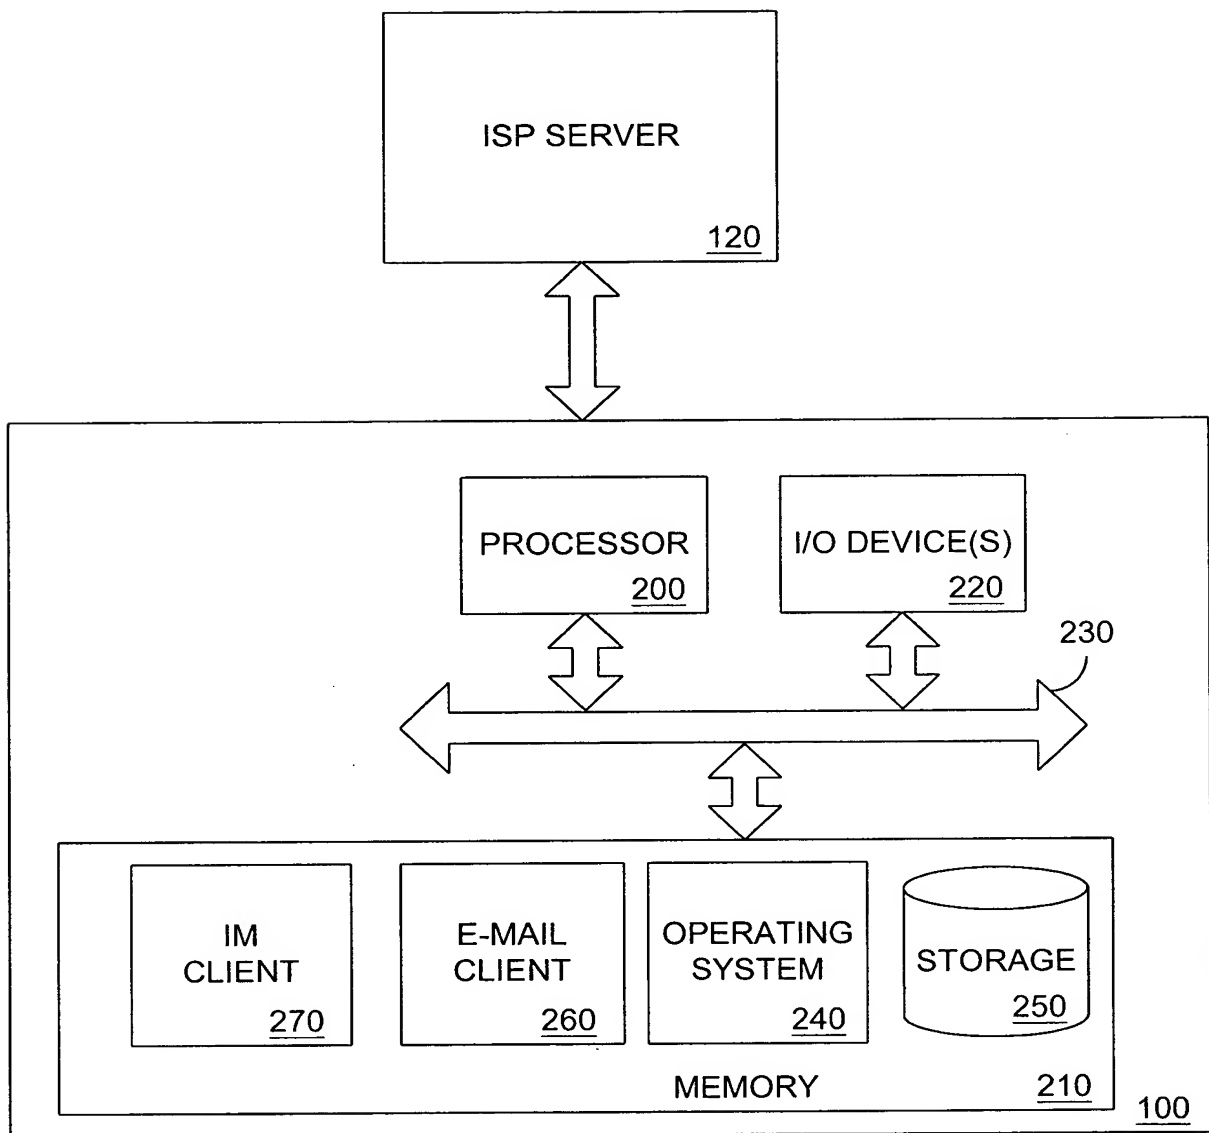 ISP SERVER
120
PROCESSOR
200
I/O DEVICE(S)
220
230
IM
CLIENT
270
E-MAIL
CLIENT
260
OPERATING
SYSTEM
240
STORAGE
250
MEMORY
210
100